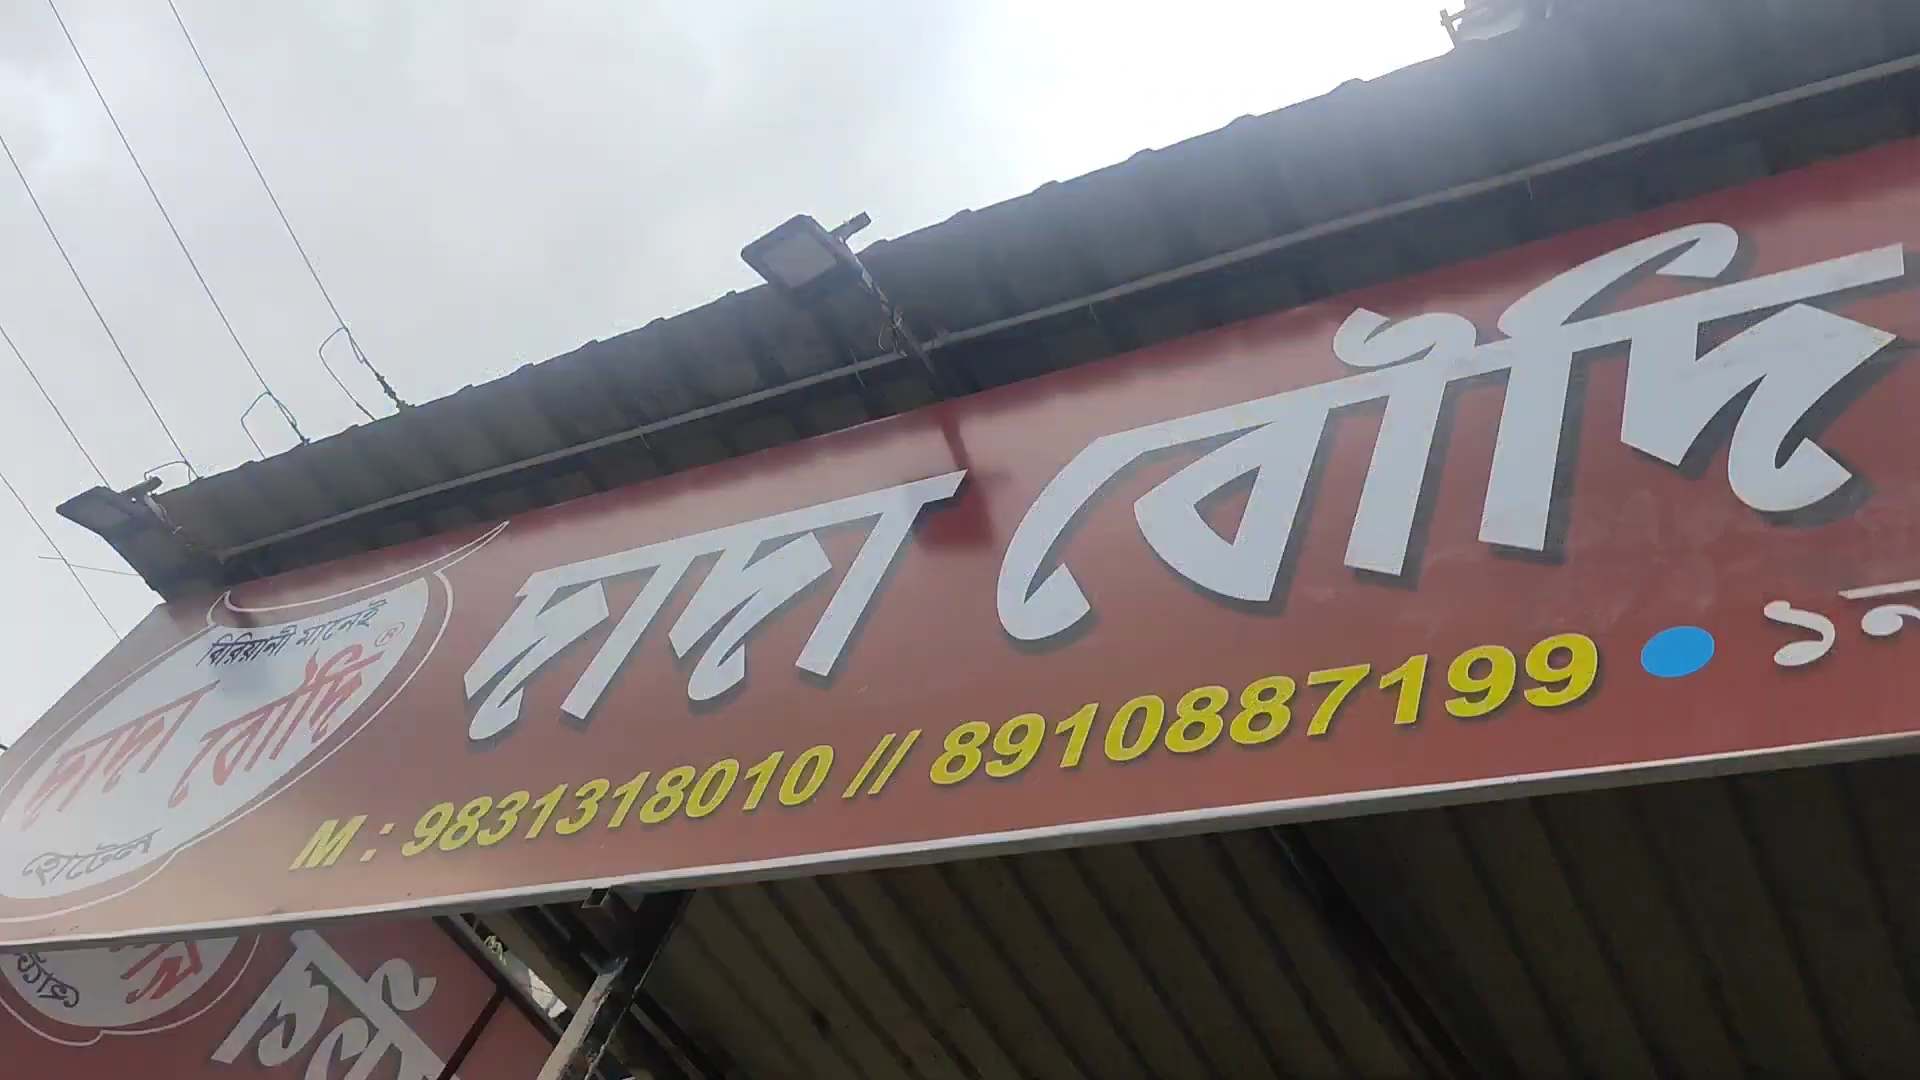 বিরিয়ানী মানেই
দাদা বৌদি ®
হোটেল
দাদা বৌদি
M : 9831318010 // 8910887199 ●